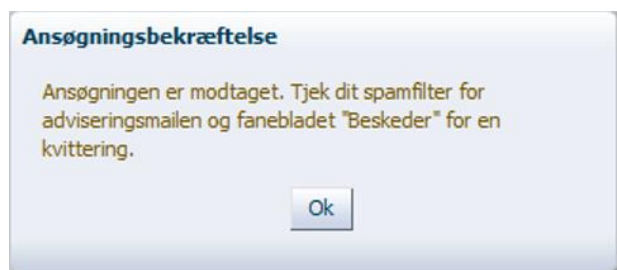 Ansøgningsbekræftelse
Ansøgningen er modtaget. Tjek dit spamfilter for
adviseringsmailen og fanebladet "Beskeder" for en
kvittering.
Ok